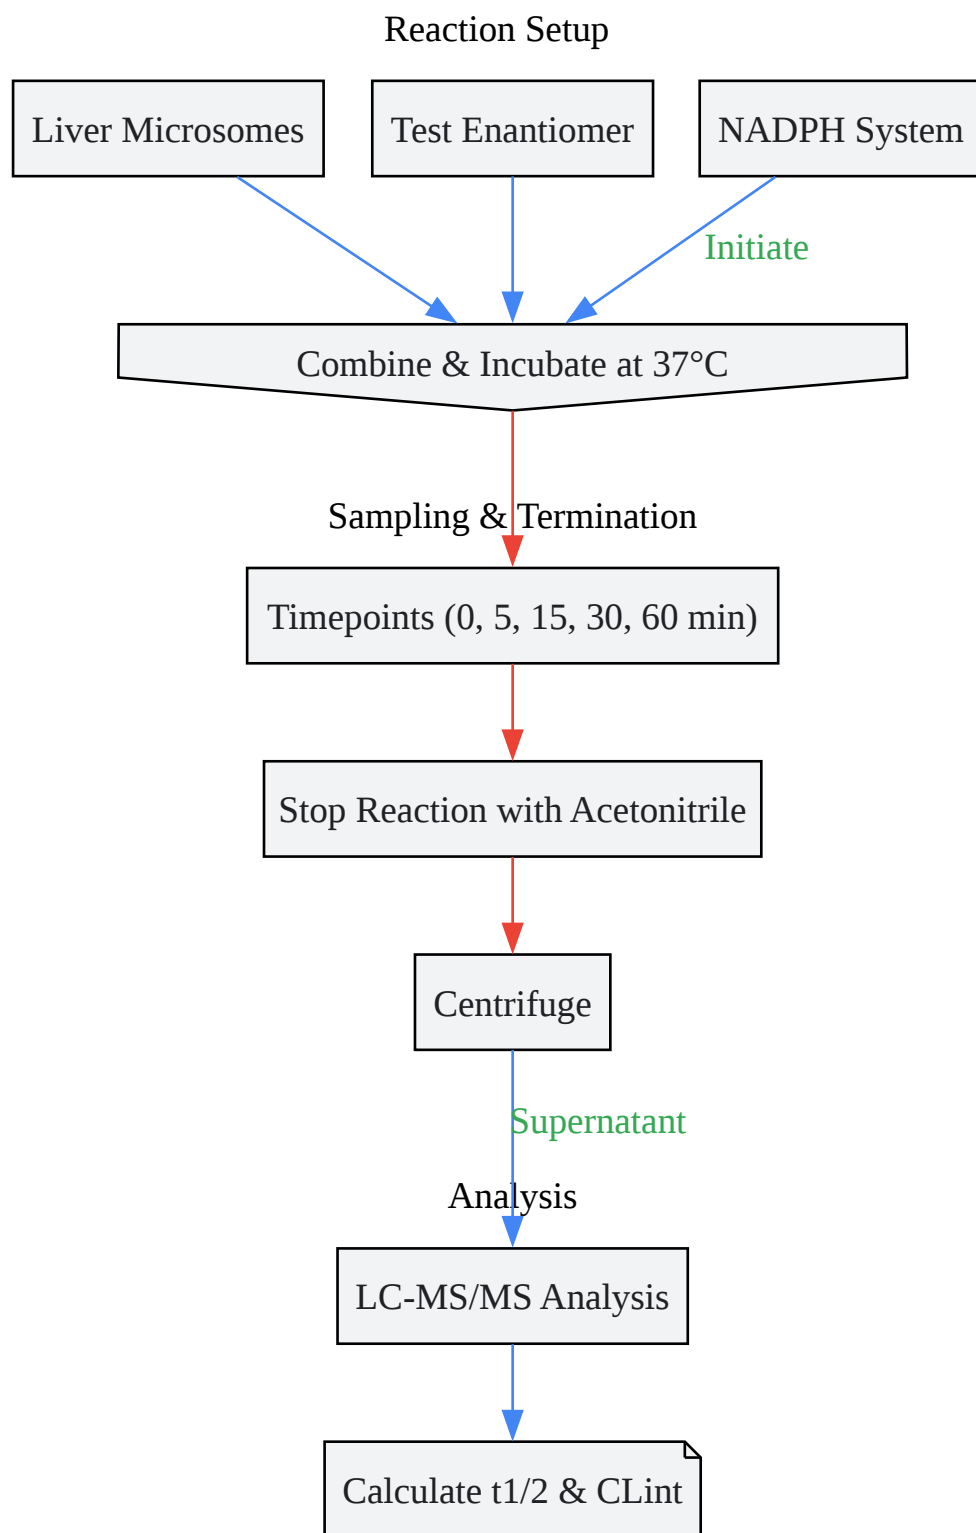 Reaction Setup
Liver Microsomes
Test Enantiomer
NADPH System
Initiate
Combine & Incubate at 37°C
Sampling & Termination
Timepoints (0, 5, 15, 30, 60 min)
Stop Reaction with Acetonitrile
Centrifuge
Supernatant
Analysis
LC-MS/MS Analysis
Calculate t1/2 & CLint